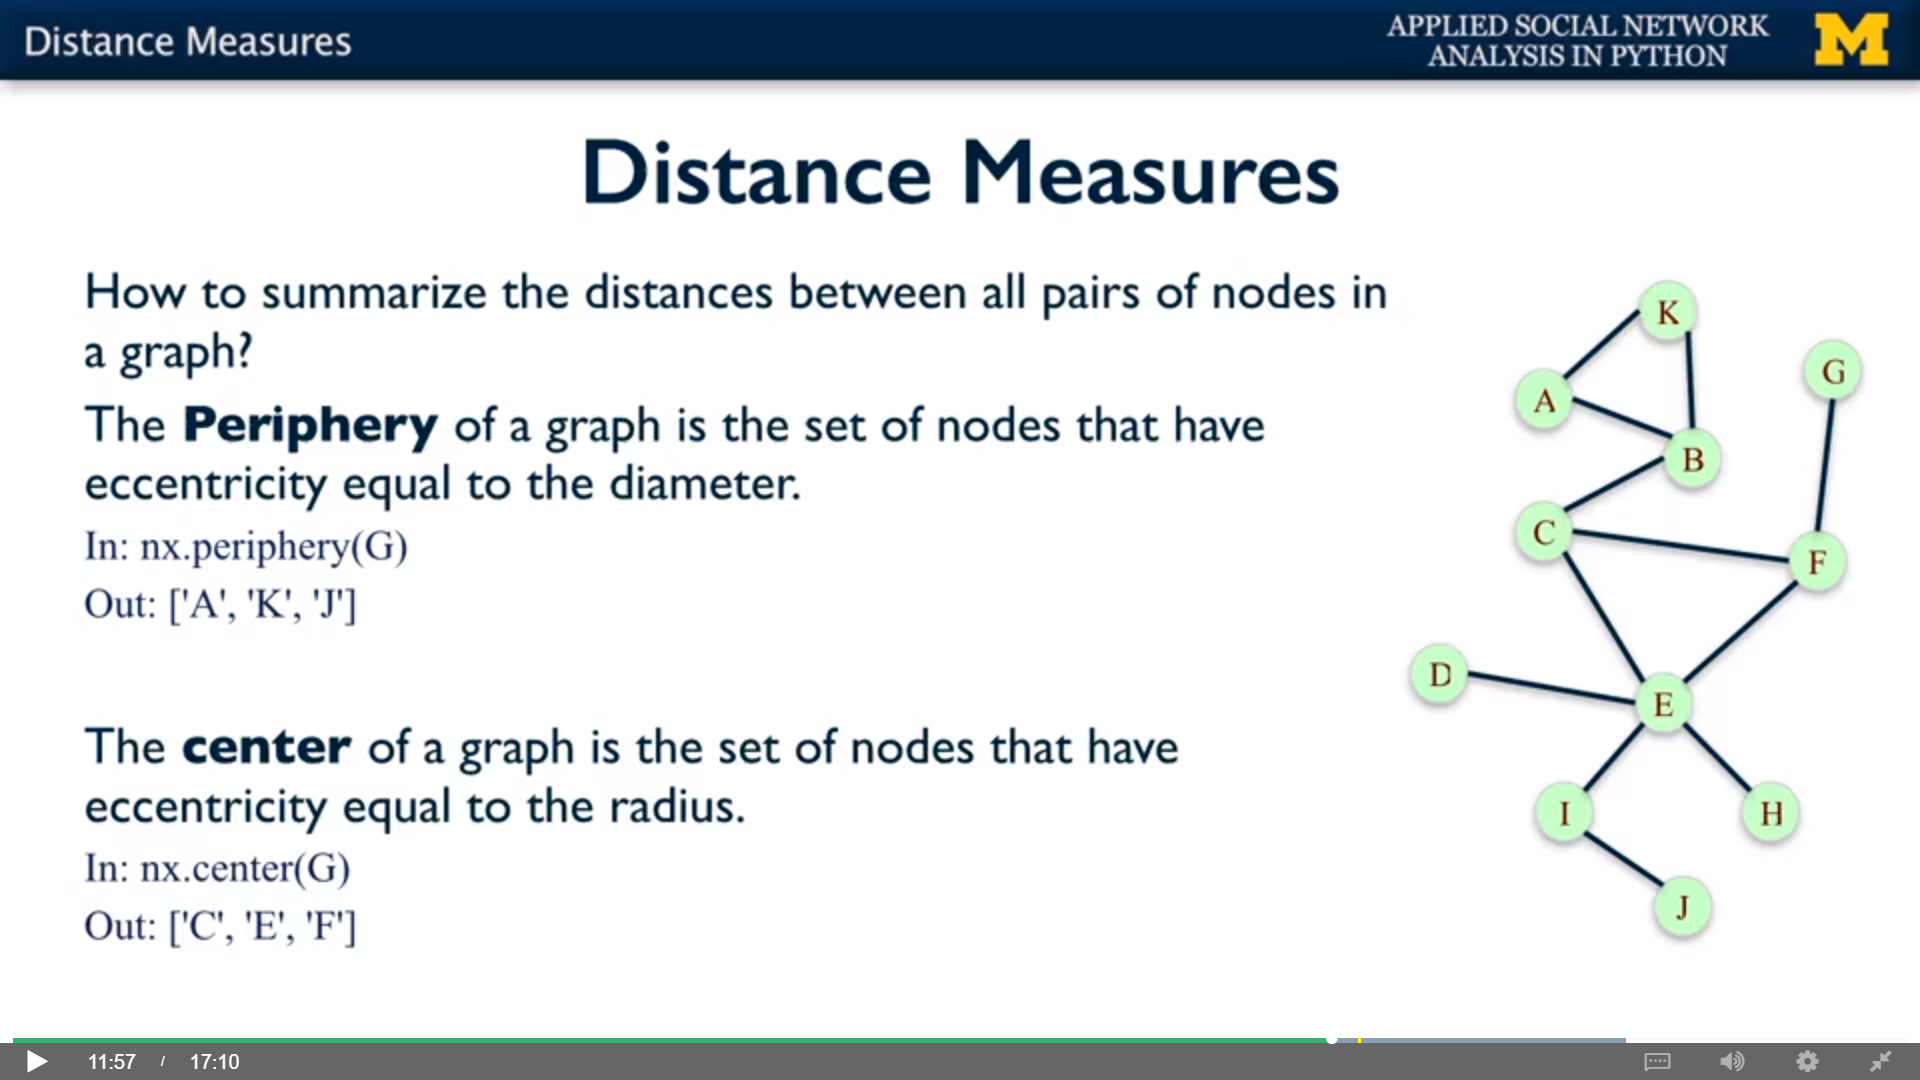 Distance Measures
APPLIED SOCIAL NETWORK
ANALYSIS IN PYTHON
M
Distance Measures
How to summarize the distances between all pairs of nodes in
a graph?
The Periphery of a graph is the set of nodes that have
eccentricity equal to the diameter.
In: nx.periphery(G)
Out: ['A', 'K', 'J']
The center of a graph is the set of nodes that have
eccentricity equal to the radius.
In: nx.center(G)
Out: ['C', 'E', 'F']
K
G
A
B
C
F
D
E
I
H
J
11:57 / 17:10